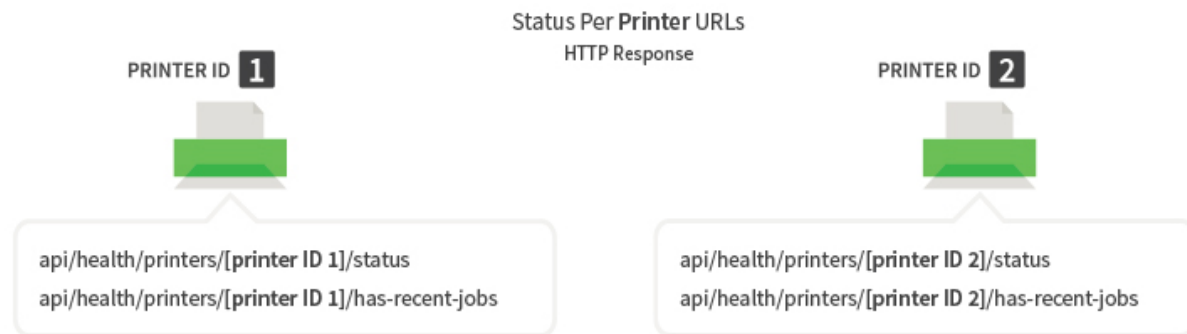 Status Per Printer URLs
HTTP Response
PRINTER ID 1
api/health/printers/[printer ID 1]/status
api/health/printers/[printer ID 1]/has-recent-jobs
PRINTER ID 2
api/health/printers/[printer ID 2]/status
api/health/printers/[printer ID 2]/has-recent-jobs